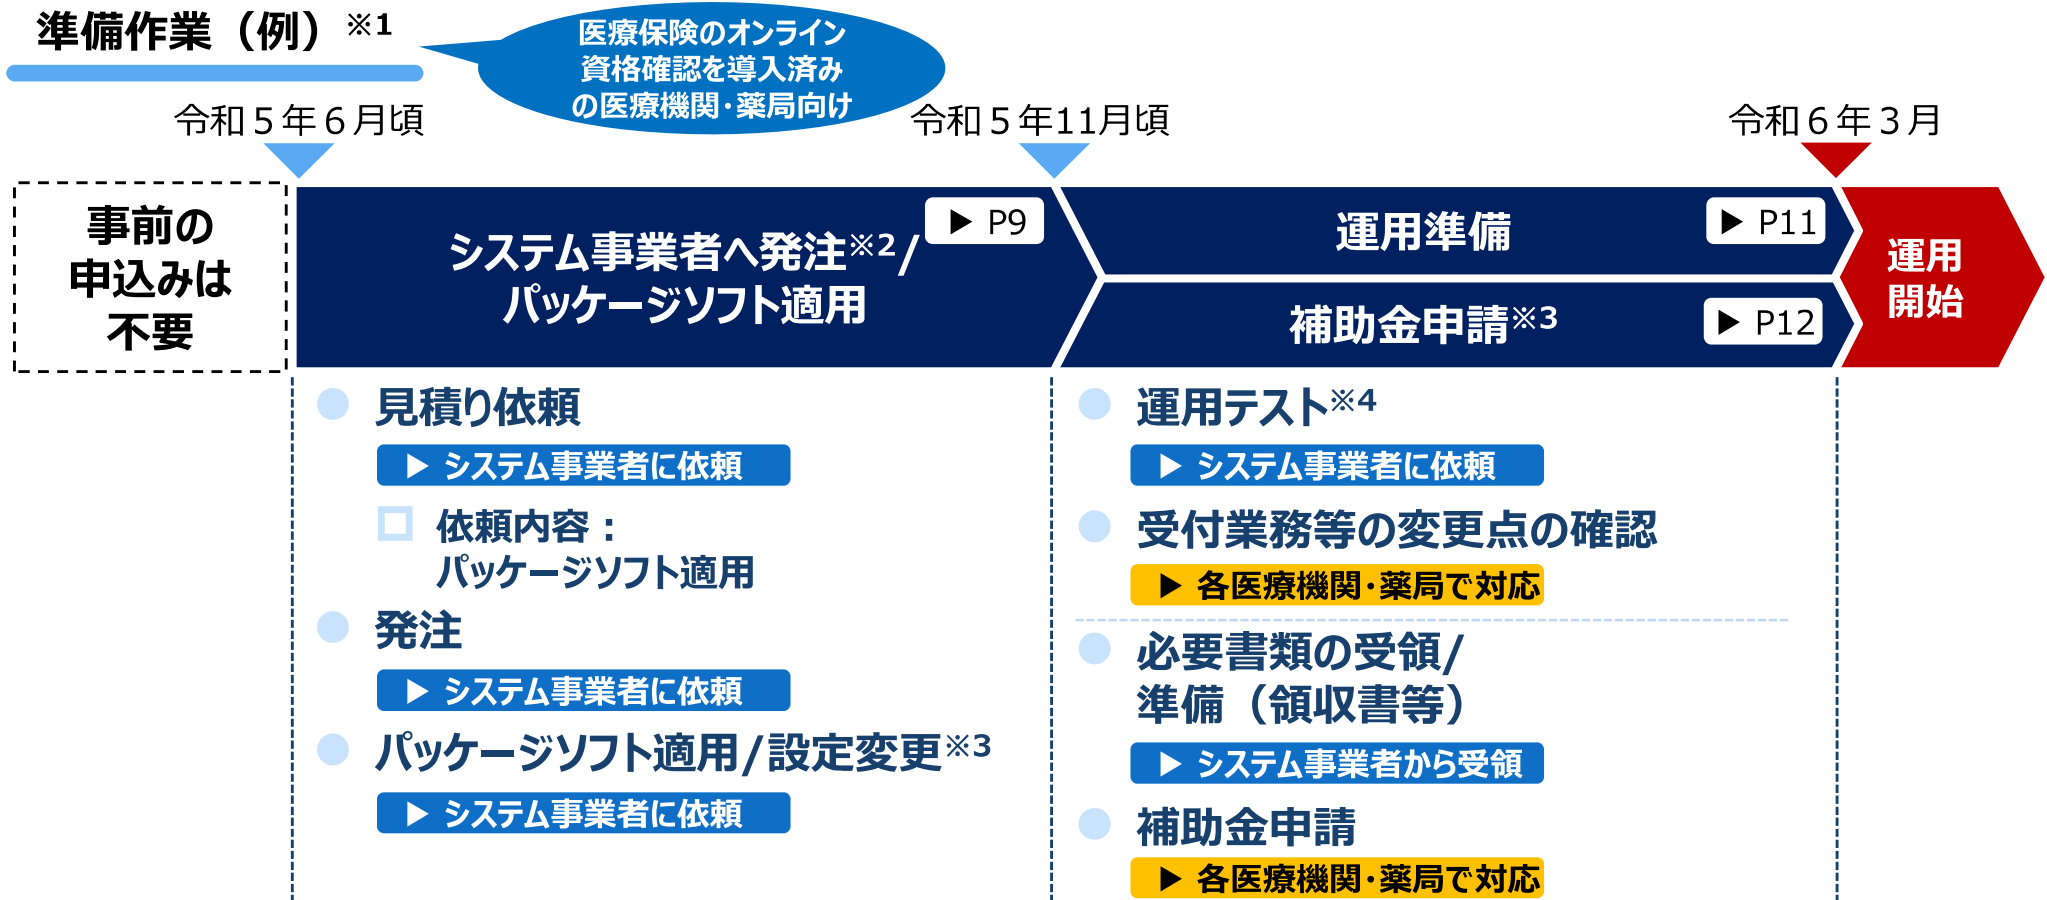 準備作業（例）※1
医療保険のオンライン
資格確認を導入済み
の医療機関・薬局向け
令和５年６月頃
令和５年11月頃
令和６年３月
事前の
申込みは
不要
システム事業者へ発注※2/
パッケージソフト適用
▶ P9
運用準備
▶ P11
補助金申請※3
▶ P12
運用
開始
見積り依頼
▶ システム事業者に依頼
依頼内容：
パッケージソフト適用
発注
▶ システム事業者に依頼
パッケージソフト適用/設定変更※3
▶ システム事業者に依頼
運用テスト※4
▶ システム事業者に依頼
受付業務等の変更点の確認
▶ 各医療機関・薬局で対応
必要書類の受領/
準備（領収書等）
▶ システム事業者から受領
補助金申請
▶ 各医療機関・薬局で対応